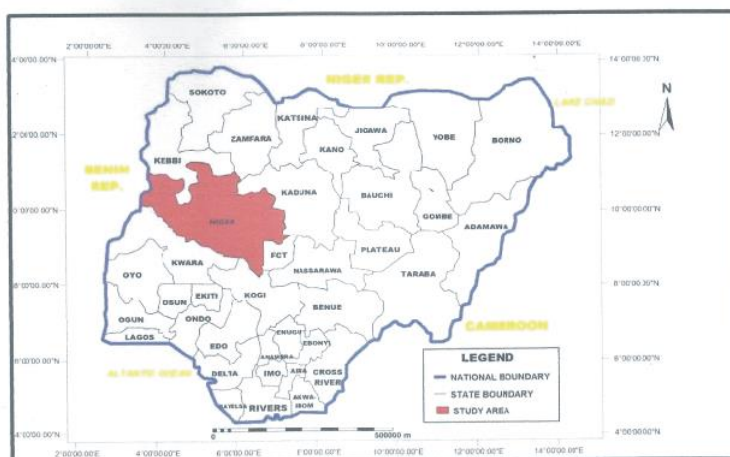 2°00'00.00"E 4°00'00.00"E 6°00'00.00"E 8°00'00.00"E 10°00'00.00"E 12°00'00.00"E 14°00'00.00"E
NIGER REP.
LAKE CHAD
N
SOKOTO
KATSINA
JIGAWA
YOBE
BORNO
ZAMFARA
KANO
KEBBI
BENIN
REP.
KADUNA
BAUCHI
GOMBE
ADAMAWA
PLATEAU
FCT
KWARA
NASSARAWA
TARABA
OYO
KOGI
OSUN
EKITI
BENUE
OGUN
ONDO
LAGOS
ENUGU
EBONYI
CAMEROON
EDO
ANAMBRA
DELTA
IMO
ABIA
CROSS
RIVER
BAYELSA
RIVERS
AKWA
IBOM
LEGEND
NATIONAL BOUNDARY
STATE BOUNDARY
STUDY AREA
0
500000 m
2°00'00.00"E 4°00'00.00"E 6°00'00.00"E 8°00'00.00"E 10°00'00.00"E 12°00'00.00"E 14°00'00.00"E